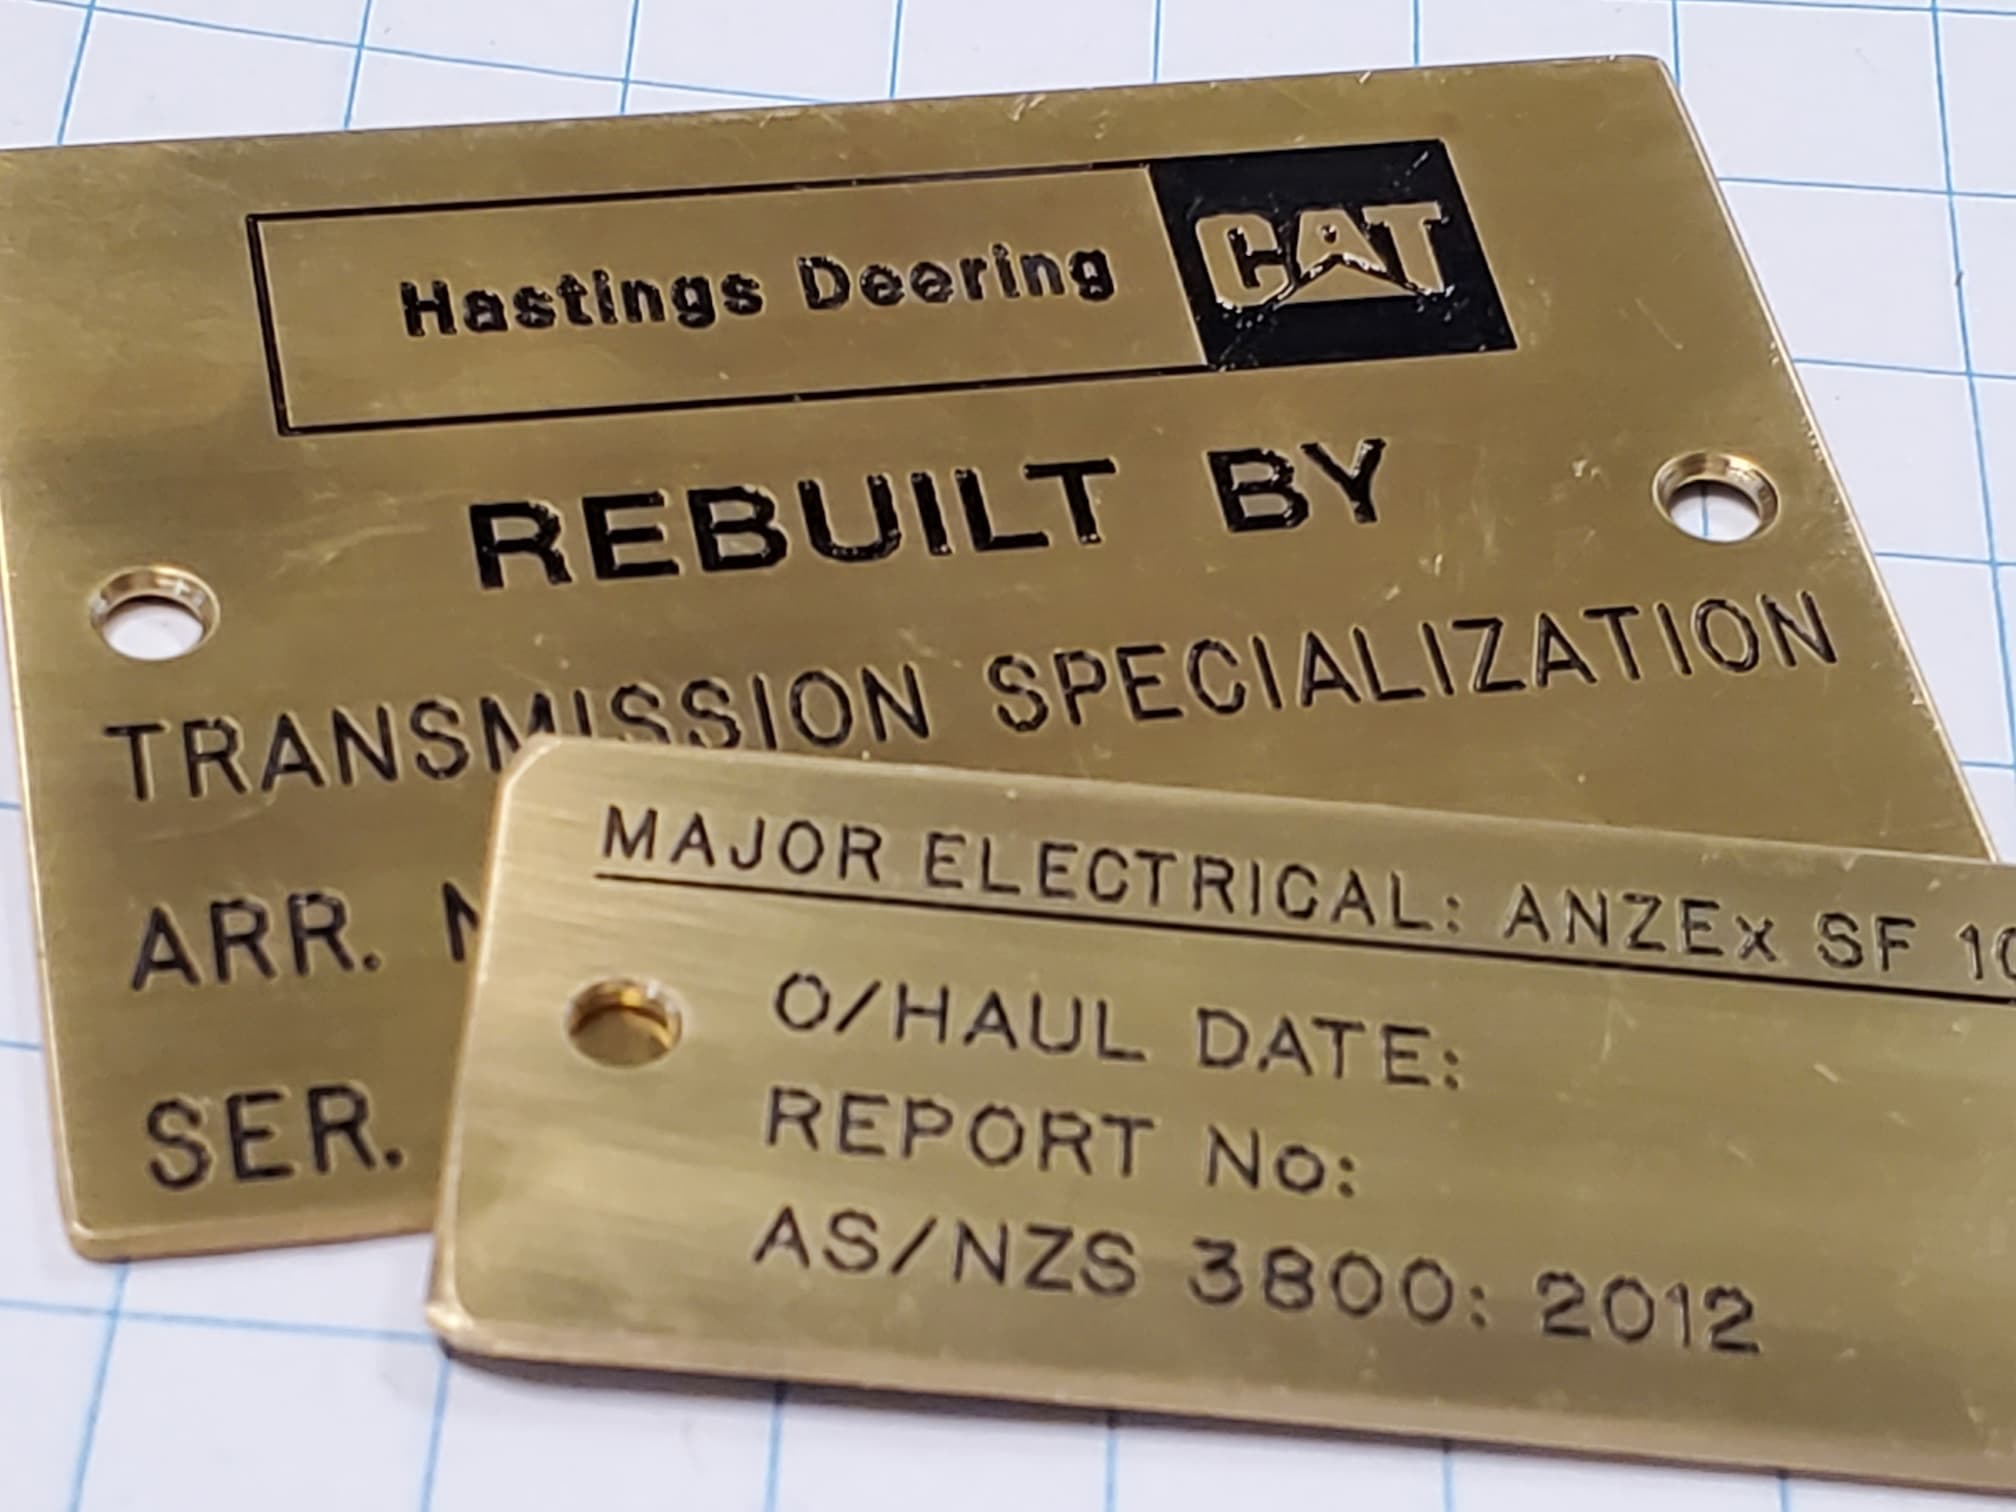 Hastings Deering CAT
REBUILT BY
TRANSMISSION SPECIALIZATION
ARR.
SER.
MAJOR ELECTRICAL: ANZEx SF 10
O/HAUL DATE:
REPORT No:
AS/NZS 3800: 2012